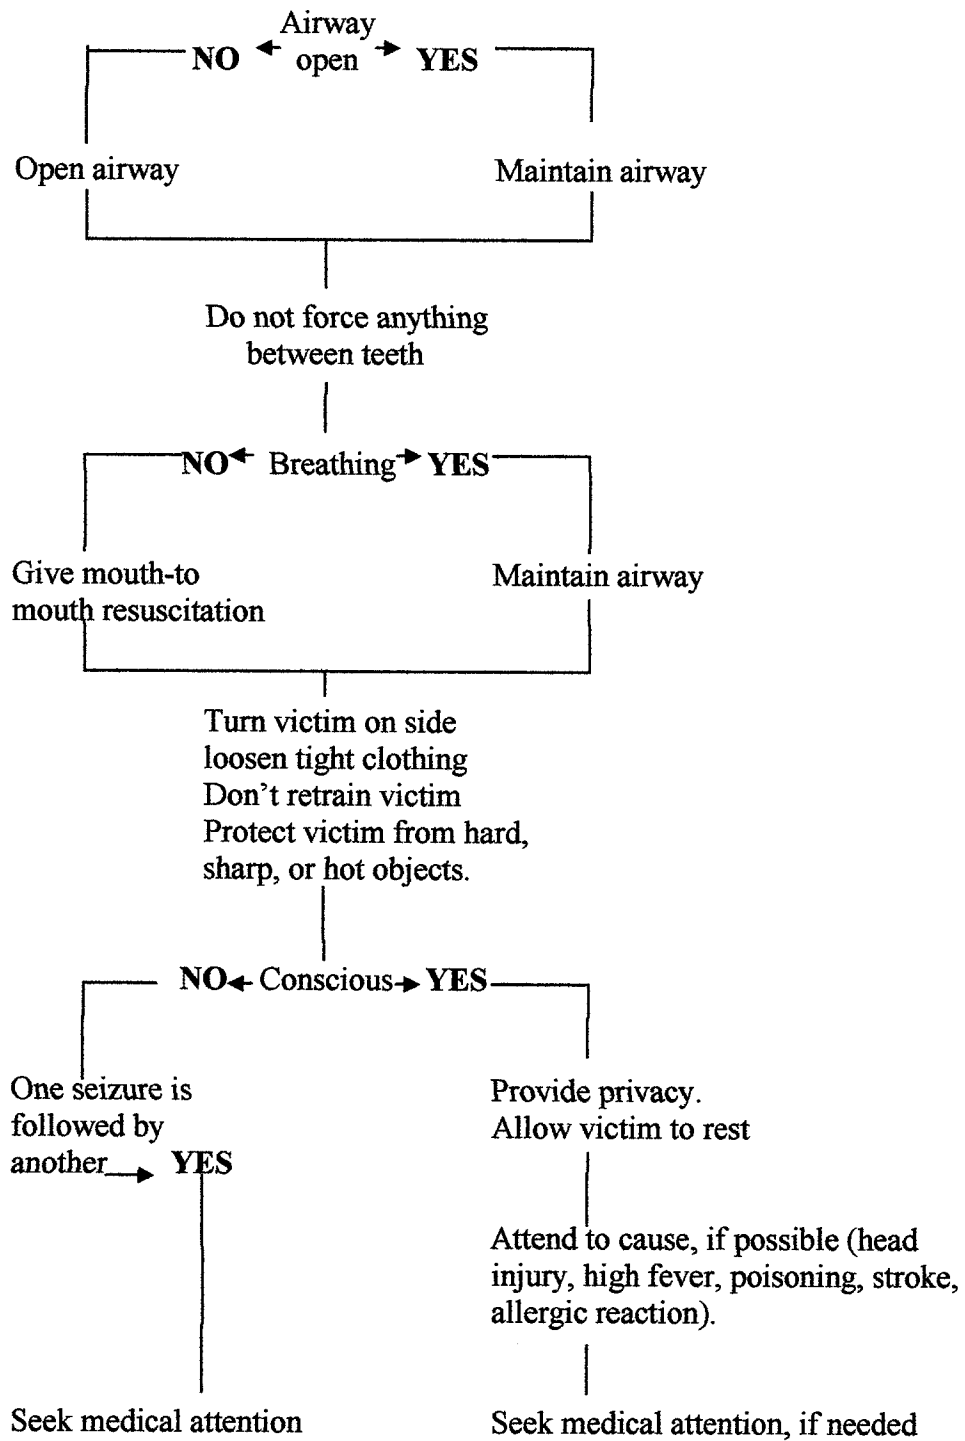 Airway
NO open YES
Open airway Maintain airway
Do not force anything
between teeth
NO Breathing YES
Give mouth-to Maintain airway
mouth resuscitation
Turn victim on side
loosen tight clothing
Don't retrain victim
Protect victim from hard,
sharp, or hot objects.
NO Conscious YES
One seizure is
followed by
another YES
Provide privacy.
Allow victim to rest
Attend to cause, if possible (head
injury, high fever, poisoning, stroke,
allergic reaction).
Seek medical attention
Seek medical attention, if needed